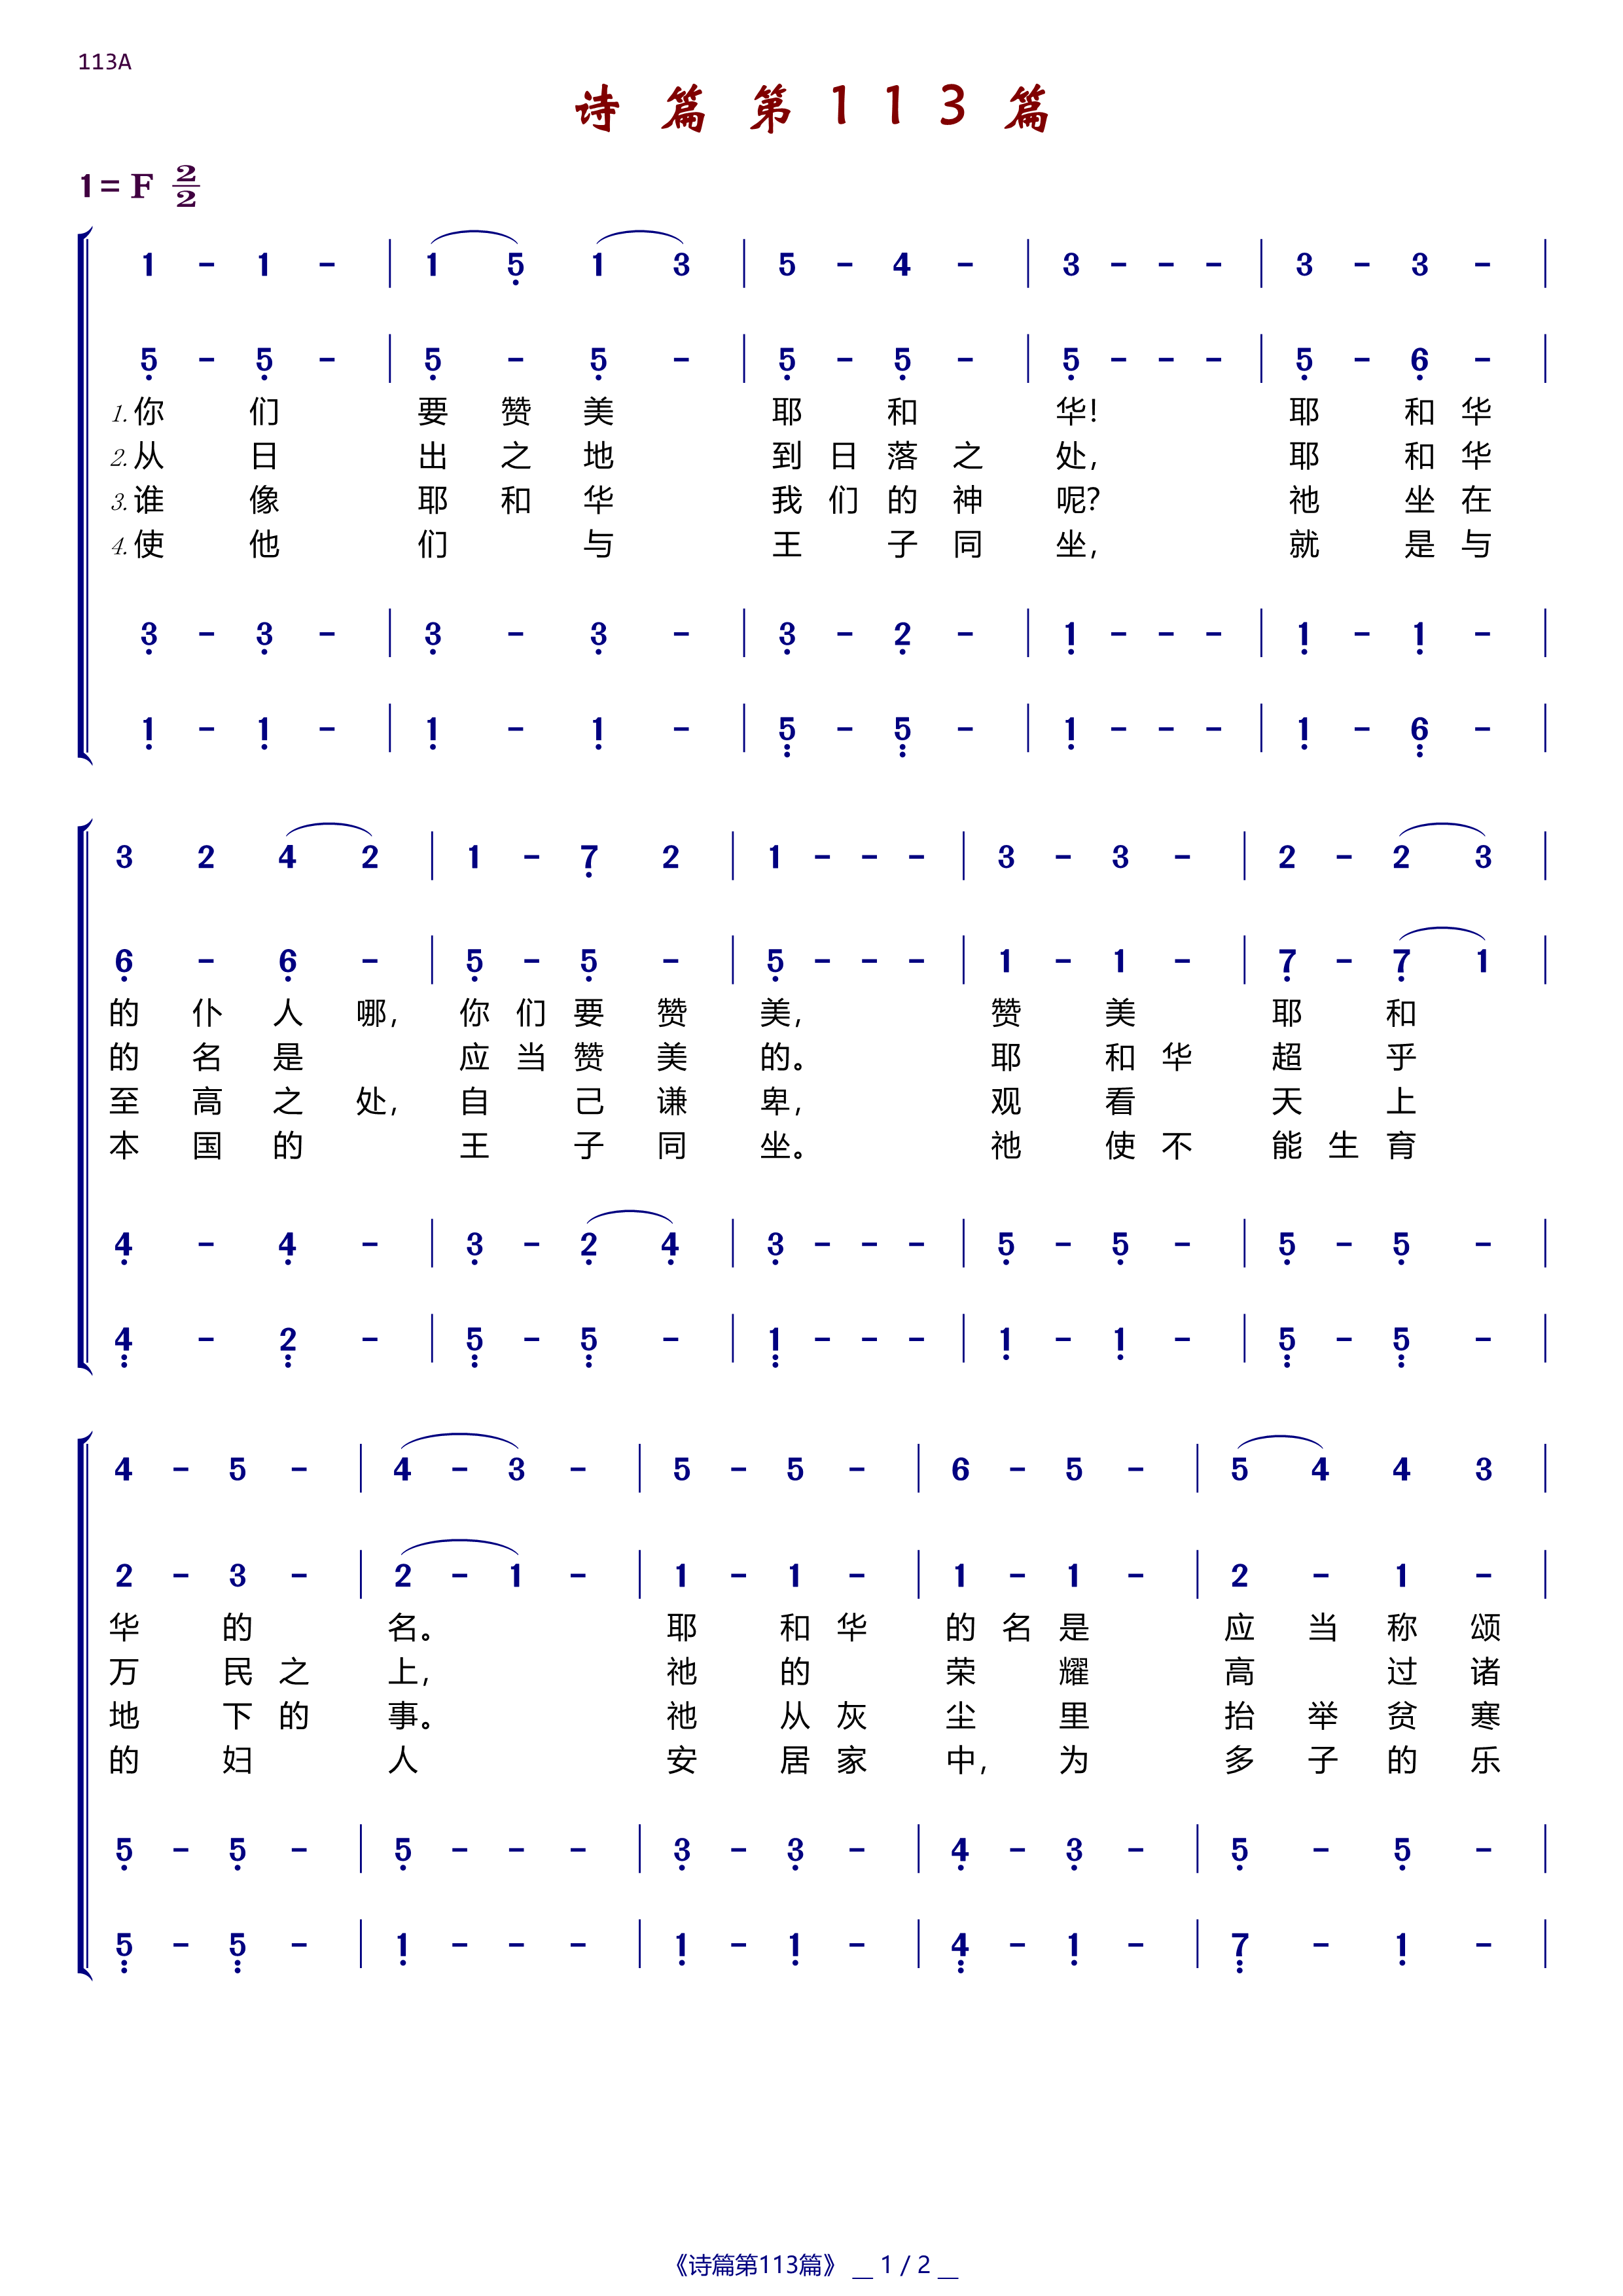 113A
诗 篇 第 1 1 3 篇
1= F 2/2
1 - 1 - | 1 5̣ 1 3 | 5 - 4 - | 3 - - - | 3 - 3 - |
5̣ - 5̣ - | 5̣ - 5̣ - | 5̣ - 5̣ - | 5̣ - - - | 5̣ - 6̣ - |
1. 你 们 要 赞 美 耶 和 华! 耶 和 华
2. 从 日 出 之 地 到 日 落 之 处, 耶 和 华
3. 谁 像 耶 和 华 我 们 的 神 呢? 祂 坐 在
4. 使 他 们 与 王 子 同 坐, 就 是 与
3̣ - 3̣ - | 3̣ - 3̣ - | 3̣ - 2̣ - | 1̣ - - - | 1̣ - 1̣ - |
1̣ - 1̣ - | 1̣ - 1̣ - | 5̣̣ - 5̣̣ - | 1̣ - - - | 1̣ - 6̣̣ - |
3 2 4 2 | 1 - 7̣ 2 | 1 - - - | 3 - 3 - | 2 - 2 3 |
6̣ - 6̣ - | 5̣ - 5̣ - | 5̣ - - - | 1 - 1 - | 7̣ - 7̣ 1 |
的 仆 人 哪, 你 们 要 赞 美, 赞 美 耶 和
的 名 是 应 当 赞 美 的。 耶 和 华 超 乎
至 高 之 处, 自 己 谦 卑, 观 看 天 上
本 国 的 王 子 同 坐。 祂 使 不 能 生 育
4̣ - 4̣ - | 3̣ - 2̣ 4̣ | 3̣ - - - | 5̣ - 5̣ - | 5̣ - 5̣ - |
4̣̣ - 2̣̣ - | 5̣̣ - 5̣̣ - | 1̣̣ - - - | 1̣ - 1̣ - | 5̣̣ - 5̣̣ - |
4 - 5 - | 4 - 3 - | 5 - 5 - | 6 - 5 - | 5 4 4 3 |
2 - 3 - | 2 - 1 - | 1 - 1 - | 1 - 1 - | 2 - 1 - |
华 的 名。 耶 和 华 的 名 是 应 当 称 颂
万 民 之 上, 祂 的 荣 耀 高 过 诸
地 下 的 事。 祂 从 灰 尘 里 抬 举 贫 寒
的 妇 人 安 居 家 中, 为 多 子 的 乐
5̣ - 5̣ - | 5̣ - - - | 3̣ - 3̣ - | 4̣ - 3̣ - | 5̣ - 5̣ - |
5̣̣ - 5̣̣ - | 1̣ - - - | 1̣ - 1̣ - | 4̣̣ - 1̣ - | 7̣̣ - 1̣ - |
《诗篇第113篇》 __ 1 / 2 __